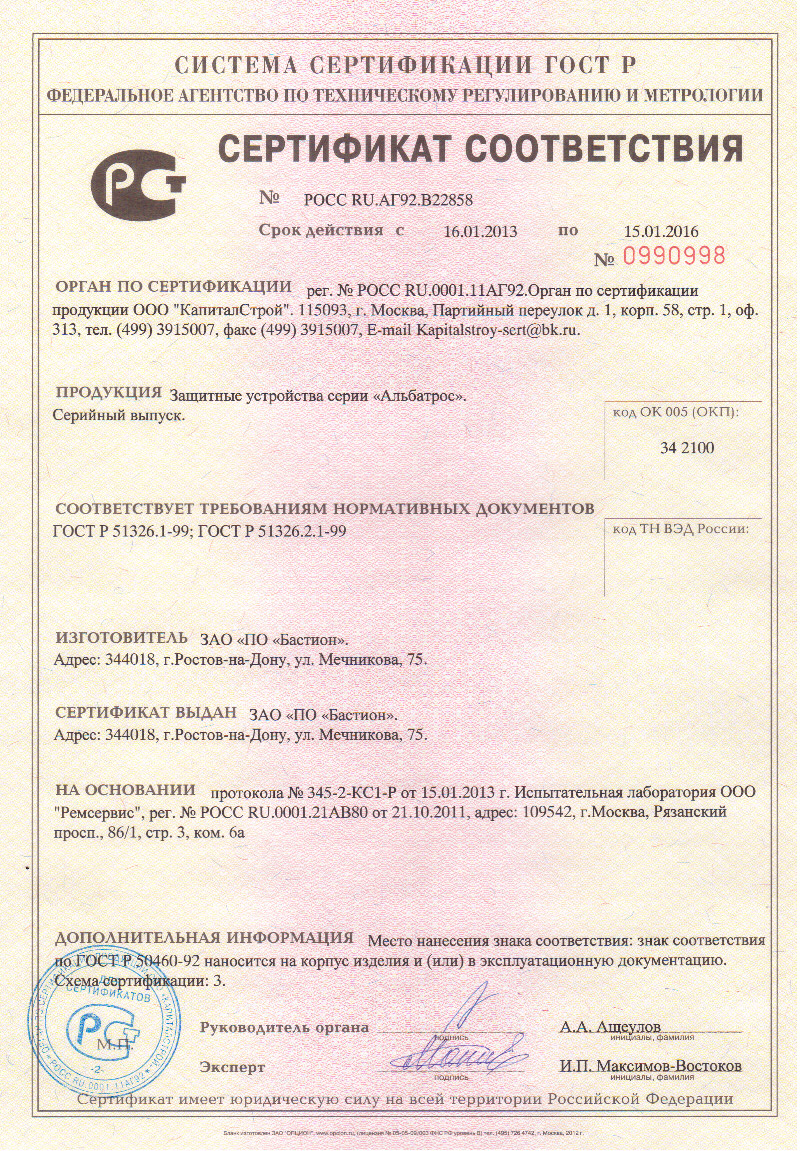 СИСТЕМА СЕРТИФИКАЦИИ ГОСТ Р
ФЕДЕРАЛЬНОЕ АГЕНТСТВО ПО ТЕХНИЧЕСКОМУ РЕГУЛИРОВАНИЮ И МЕТРОЛОГИИ
СЕРТИФИКАТ СООТВЕТСТВИЯ
№ РОСС RU.АГ92.В22858
Срок действия с 16.01.2013 по 15.01.2016
№ 0990998
ОРГАН ПО СЕРТИФИКАЦИИ рег. № РОСС RU.0001.11АГ92.Орган по сертификации
продукции ООО "КапиталСтрой". 115093, г. Москва, Партийный переулок д. 1, корп. 58, стр. 1, оф.
313, тел. (499) 3915007, факс (499) 3915007, E-mail Kapitalstroy-sert@bk.ru.
ПРОДУКЦИЯ Защитные устройства серии «Альбатрос».
Серийный выпуск.
код ОК 005 (ОКП):
34 2100
СООТВЕТСТВУЕТ ТРЕБОВАНИЯМ НОРМАТИВНЫХ ДОКУМЕНТОВ
ГОСТ Р 51326.1-99; ГОСТ Р 51326.2.1-99
код ТН ВЭД России:
ИЗГОТОВИТЕЛЬ ЗАО «ПО «Бастион».
Адрес: 344018, г.Ростов-на-Дону, ул. Мечникова, 75.
СЕРТИФИКАТ ВЫДАН ЗАО «ПО «Бастион».
Адрес: 344018, г.Ростов-на-Дону, ул. Мечникова, 75.
НА ОСНОВАНИИ протокола № 345-2-КС1-Р от 15.01.2013 г. Испытательная лаборатория ООО
"Ремсервис", рег. № РОСС RU.0001.21АВ80 от 21.10.2011, адрес: 109542, г.Москва, Рязанский
просп., 86/1, стр. 3, ком. 6а
ДОПОЛНИТЕЛЬНАЯ ИНФОРМАЦИЯ Место нанесения знака соответствия: знак соответствия
по ГОСТ Р 50460-92 наносится на корпус изделия и (или) в эксплуатационную документацию.
Схема сертификации: 3.
ДЛЯ
СЕРТИФИКАТОВ
М.П.
-2-
РОСС RU.0001.11АГ92
Руководитель органа
подпись
А.А. Ащеулов
инициалы, фамилия
Эксперт
подпись
И.П. Максимов-Востоков
инициалы, фамилия
Сертификат имеет юридическую силу на всей территории Российской Федерации